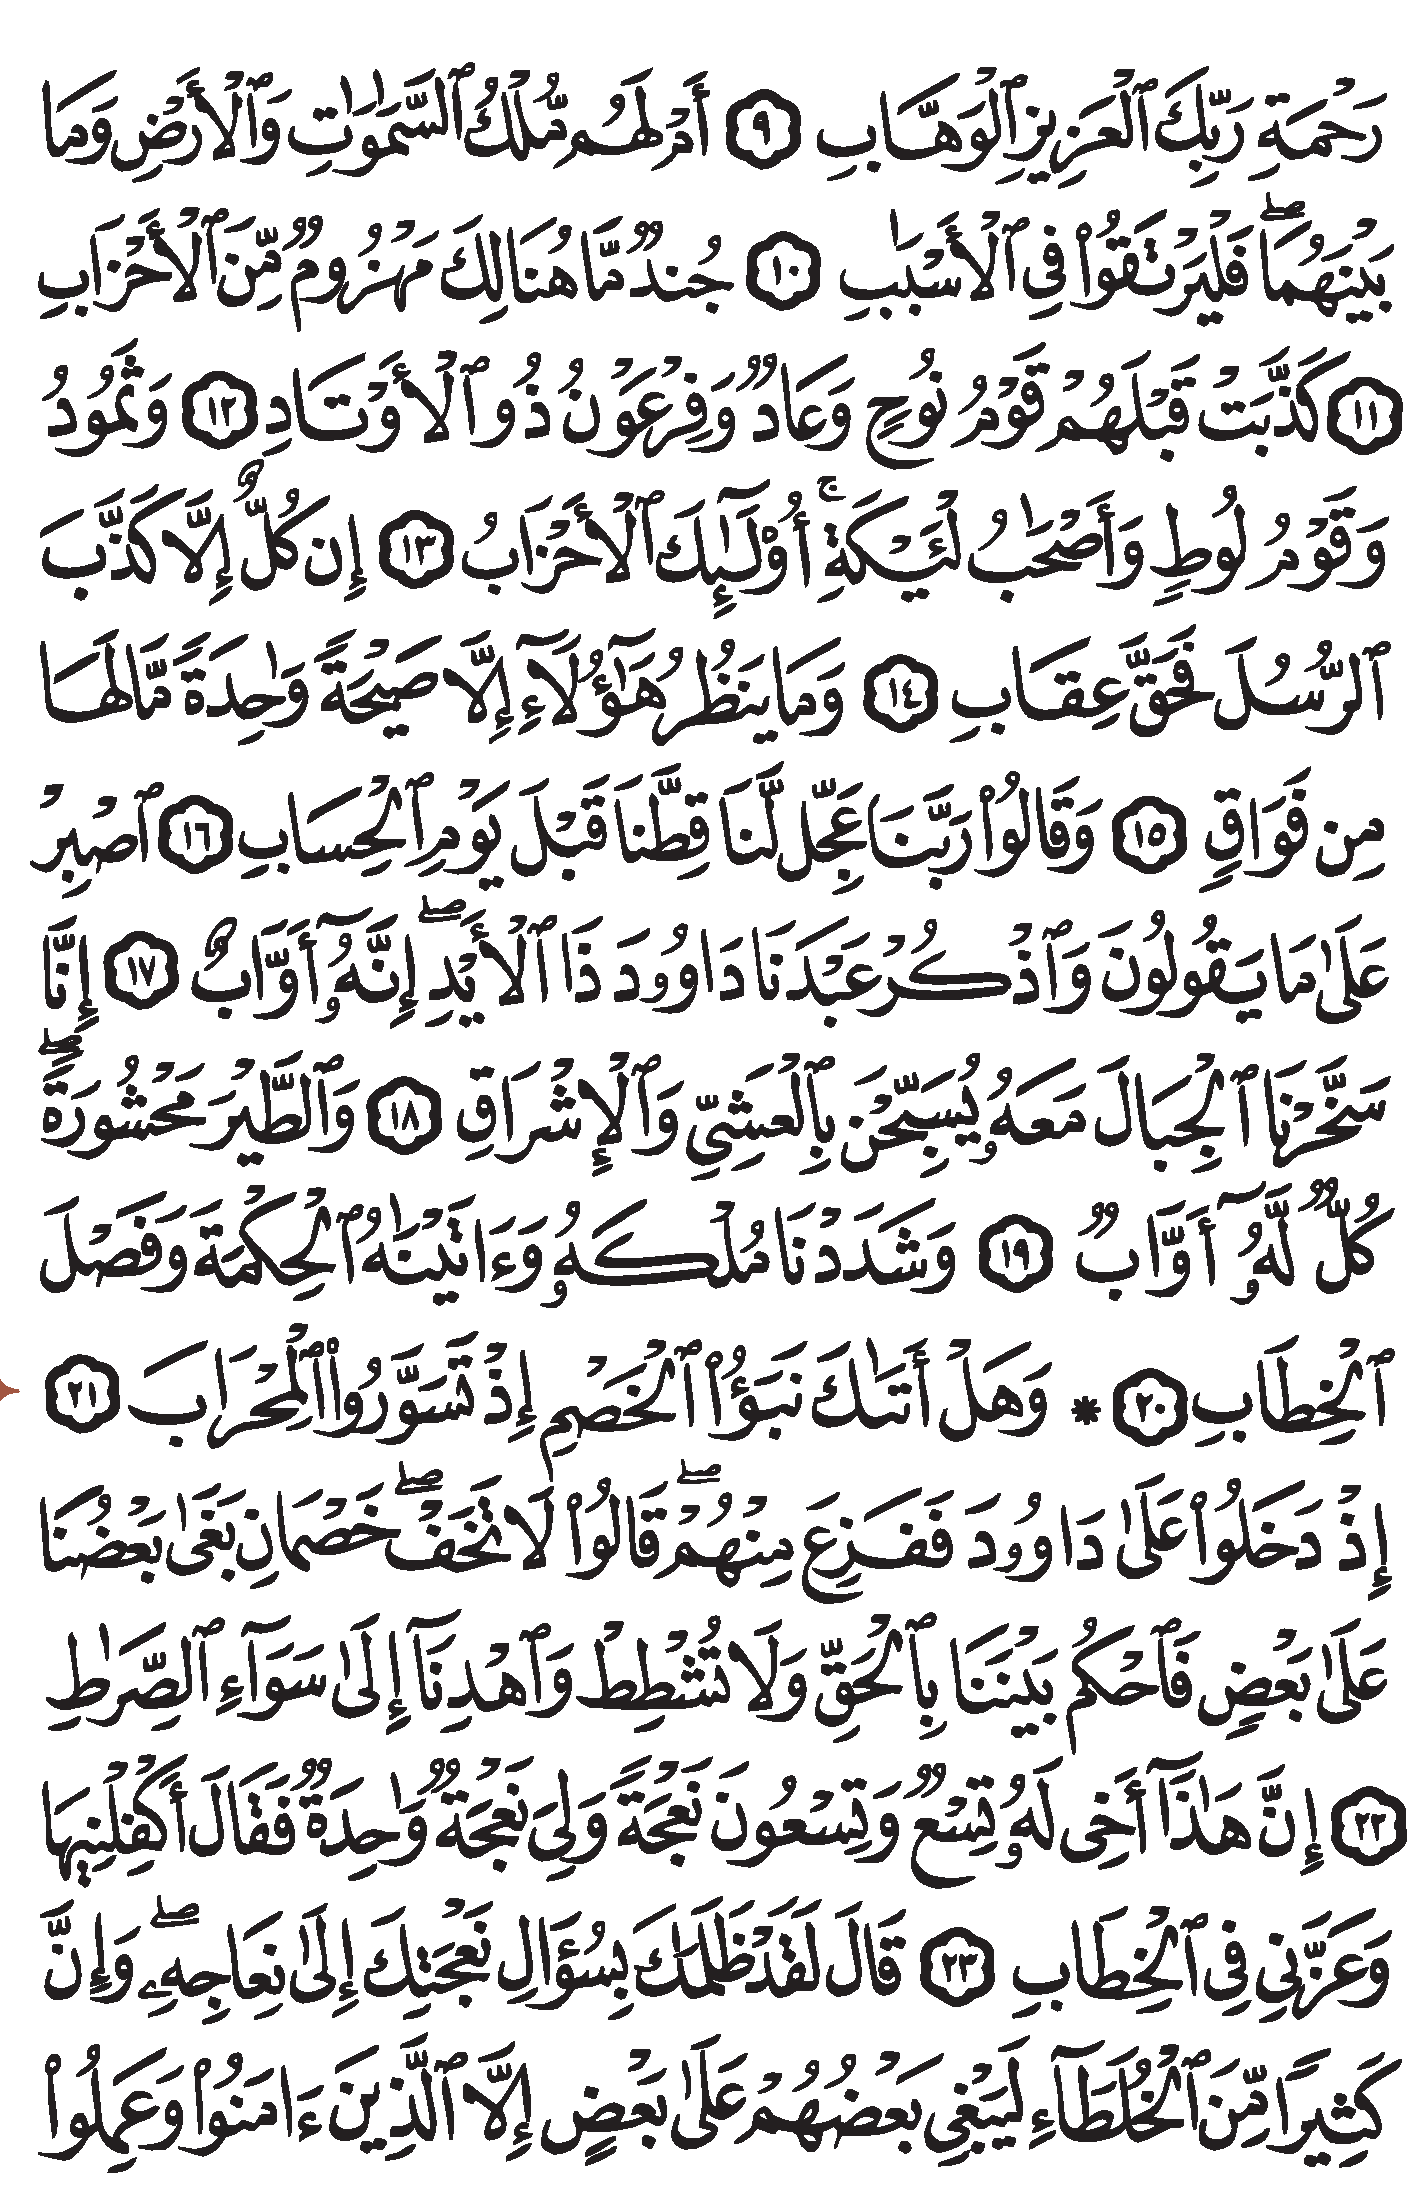 رَحْمَةِ رَبِّكَ ٱلْعَزِيزِ ٱلْوَهَّابِ ٩ أَمْ لَهُم مُّلْكُ ٱلسَّمَٰوَٰتِ وَٱلْأَرْضِ وَمَا
بَيْنَهُمَاۖ فَلْيَرْتَقُوا۟ فِى ٱلْأَسْبَٰبِ ١٠ جُندٌ مَّا هُنَالِكَ مَهْزُومٌ مِّنَ ٱلْأَحْزَابِ
١١ كَذَّبَتْ قَبْلَهُمْ قَوْمُ نُوحٍ وَعَادٌ وَفِرْعَوْنُ ذُو ٱلْأَوْتَادِ ١٢ وَثَمُودُ
وَقَوْمُ لُوطٍ وَأَصْحَٰبُ لْـَٔيْكَةِۚ أُو۟لَٰٓئِكَ ٱلْأَحْزَابُ ١٣ إِن كُلٌّ إِلَّا كَذَّبَ
ٱلرُّسُلَ فَحَقَّ عِقَابِ ١٤ وَمَا يَنظُرُ هَٰٓؤُلَآءِ إِلَّا صَيْحَةً وَٰحِدَةً مَّا لَهَا
مِن فَوَاقٍ ١٥ وَقَالُوا۟ رَبَّنَا عَجِّل لَّنَا قِطَّنَا قَبْلَ يَوْمِ ٱلْحِسَابِ ١٦ ٱصْبِرْ
عَلَىٰ مَا يَقُولُونَ وَٱذْكُرْ عَبْدَنَا دَاوُۥدَ ذَا ٱلْأَيْدِۖ إِنَّهُۥٓ أَوَّابٌ ١٧ إِنَّا
سَخَّرْنَا ٱلْجِبَالَ مَعَهُۥ يُسَبِّحْنَ بِٱلْعَشِىِّ وَٱلْإِشْرَاقِ ١٨ وَٱلطَّيْرَ مَحْشُورَةًۖ
كُلٌّ لَّهُۥٓ أَوَّابٌ ١٩ وَشَدَدْنَا مُلْكَهُۥ وَءَاتَيْنَٰهُ ٱلْحِكْمَةَ وَفَصْلَ
ٱلْخِطَابِ ٢٠ * وَهَلْ أَتَىٰكَ نَبَؤُا۟ ٱلْخَصْمِ إِذْ تَسَوَّرُوا۟ ٱلْمِحْرَابَ ٢١
إِذْ دَخَلُوا۟ عَلَىٰ دَاوُۥدَ فَفَزِعَ مِنْهُمْۖ قَالُوا۟ لَا تَخَفْۖ خَصْمَانِ بَغَىٰ بَعْضُنَا
عَلَىٰ بَعْضٍ فَٱحْكُم بَيْنَنَا بِٱلْحَقِّ وَلَا تُشْطِطْ وَٱهْدِنَآ إِلَىٰ سَوَآءِ ٱلصِّرَٰطِ
٢٢ إِنَّ هَٰذَآ أَخِى لَهُۥ تِسْعٌ وَتِسْعُونَ نَعْجَةً وَلِىَ نَعْجَةٌ وَٰحِدَةٌ فَقَالَ أَكْفِلْنِيهَا
وَعَزَّنِى فِى ٱلْخِطَابِ ٢٣ قَالَ لَقَدْ ظَلَمَكَ بِسُؤَالِ نَعْجَتِكَ إِلَىٰ نِعَاجِهِۦۖ وَإِنَّ
كَثِيرًا مِّنَ ٱلْخُلَطَآءِ لَيَبْغِى بَعْضُهُمْ عَلَىٰ بَعْضٍ إِلَّا ٱلَّذِينَ ءَامَنُوا۟ وَعَمِلُوا۟